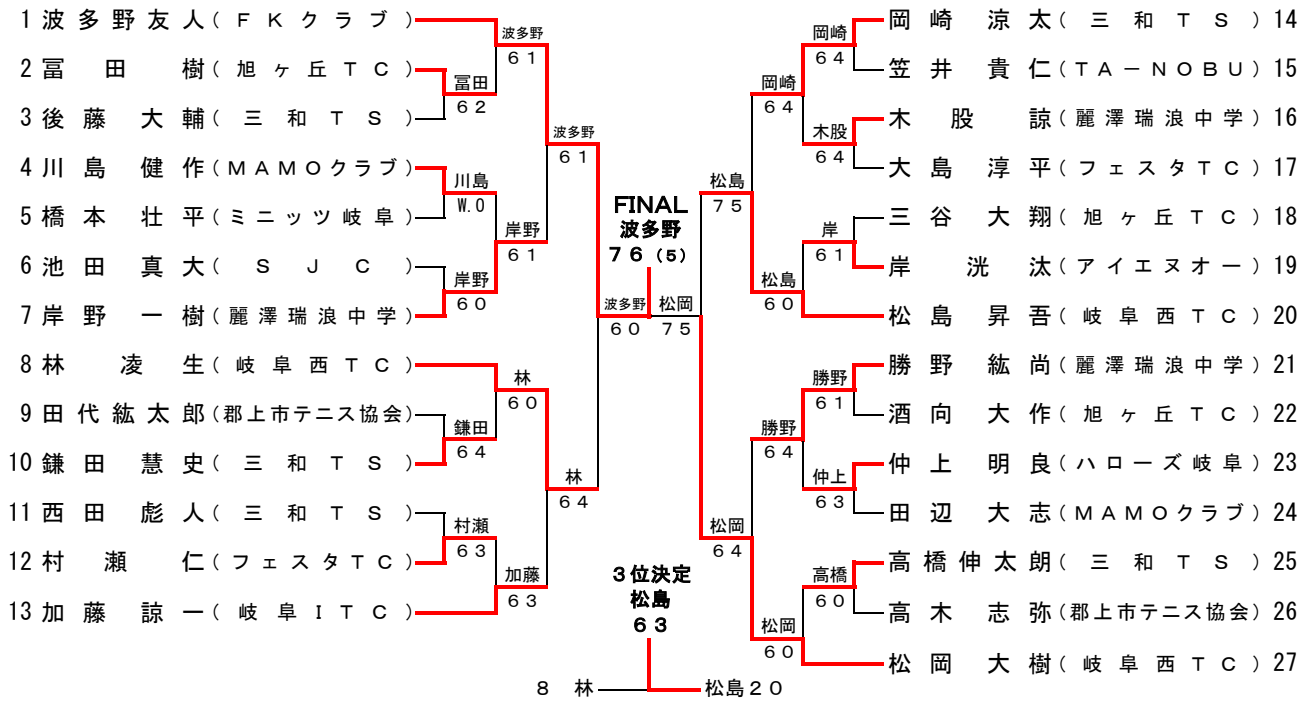 1 波多野友人(FKクラブ)
2 冨田樹(旭ヶ丘TC)
3 後藤大輔(三和TS)
4 川島健作(MAMOクラブ)
5 橋本壮平(ミニッツ岐阜)
6 池田真大(SJC)
7 岸野一樹(麗澤瑞浪中学)
8 林凌生(岐阜西TC)
9 田代紘太郎(郡上市テニス協会)
10 鎌田慧史(三和TS)
11 西田彪人(三和TS)
12 村瀬仁(フェスタTC)
13 加藤諒一(岐阜ITC)
波多野
61
冨田
62
川島
W.0
岸野
60
林
60
鎌田
64
村瀬
63
加藤
63
波多野
61
岸野
61
林
64
波多野
60
FINAL
波多野
76(5)
松岡
75
3位決定
松島
63
8 林
松島20
松島
75
松岡
64
岡崎
64
松島
60
勝野
64
松岡
60
岡崎
64
木股
64
岸
61
勝野
61
仲上
63
高橋
60
岡崎涼太(三和TS) 14
笠井貴仁(TA-NOBU) 15
木股諒(麗澤瑞浪中学) 16
大島淳平(フェスタTC) 17
三谷大翔(旭ヶ丘TC) 18
岸洸汰(アイエヌオー) 19
松島昇吾(岐阜西TC) 20
勝野紘尚(麗澤瑞浪中学) 21
酒向大作(旭ヶ丘TC) 22
仲上明良(ハローズ岐阜) 23
田辺大志(MAMOクラブ) 24
高橋伸太朗(三和TS) 25
高木志弥(郡上市テニス協会) 26
松岡大樹(岐阜西TC) 27